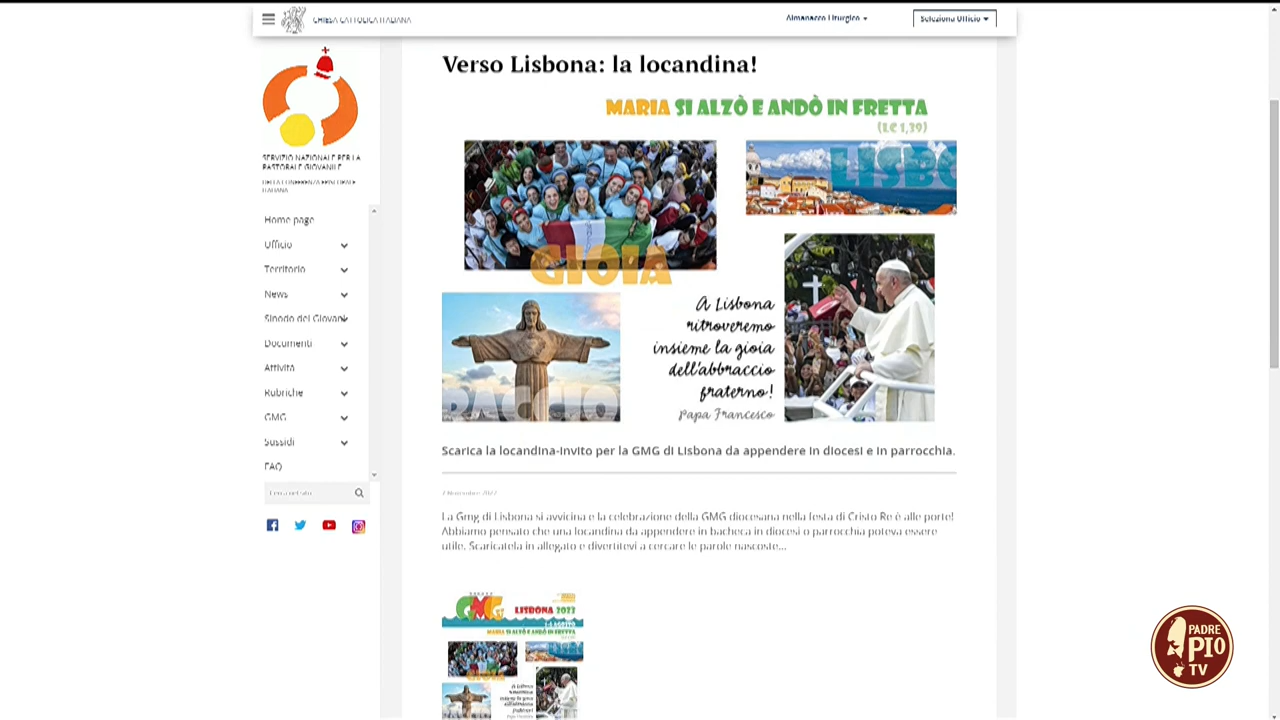 CHIESA CATTOLICA ITALIANA
Almanacco Liturgico
Seleziona Ufficio
SERVIZIO NAZIONALE PER LA
PASTORALE GIOVANILE
DELLA CONFERENZA EPISCOPALE
ITALIANA
Home page
Ufficio
Territorio
News
Sinodo dei Giovani
Documenti
Attività
Rubriche
GMG
Sussidi
FAQ
Verso Lisbona: la locandina!
MARIA SI ALZÒ E ANDÒ IN FRETTA
(LC 1,39)
LISBO
GIOIA
A Lisbona
ritroveremo
insieme la gioia
dell'abbraccio
fraterno!
Papa Francesco
Scarica la locandina-invito per la GMG di Lisbona da appendere in diocesi e in parrocchia.
La Gmg di Lisbona si avvicina e la celebrazione della GMG diocesana nella festa di Cristo Re è alle porte!
Abbiamo pensato che una locandina da appendere in bacheca in diocesi o parrocchia poteva essere
utile. Scaricatela in allegato e divertitevi a cercare le parole nascoste...
GMG
LISBONA 2023
MARIA SI ALZÒ E ANDÒ IN FRETTA
PADRE
PIO
TV